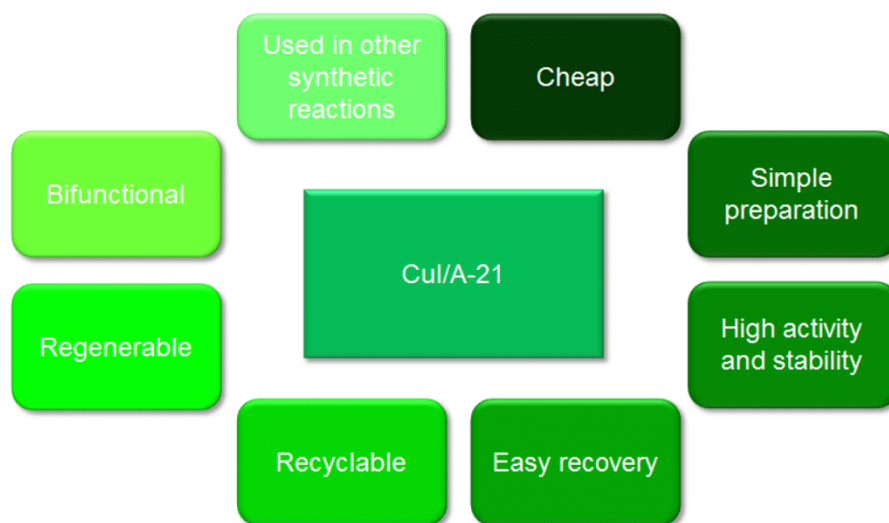 Used in other
synthetic
reactions
Cheap
Bifunctional
Simple
preparation
CuI/A-21
Regenerable
High activity
and stability
Recyclable
Easy recovery